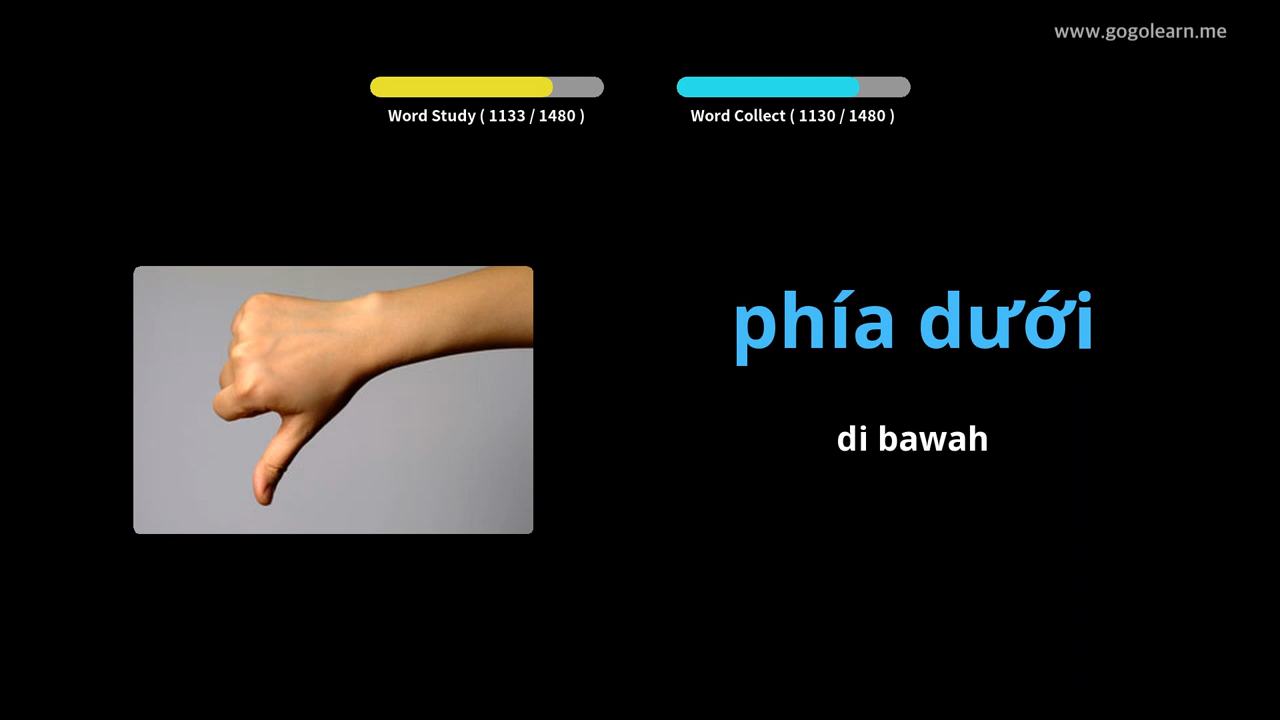 www.gogolearn.me
Word Study ( 1133 / 1480 )
Word Collect ( 1130 / 1480 )
phía dưới
di bawah